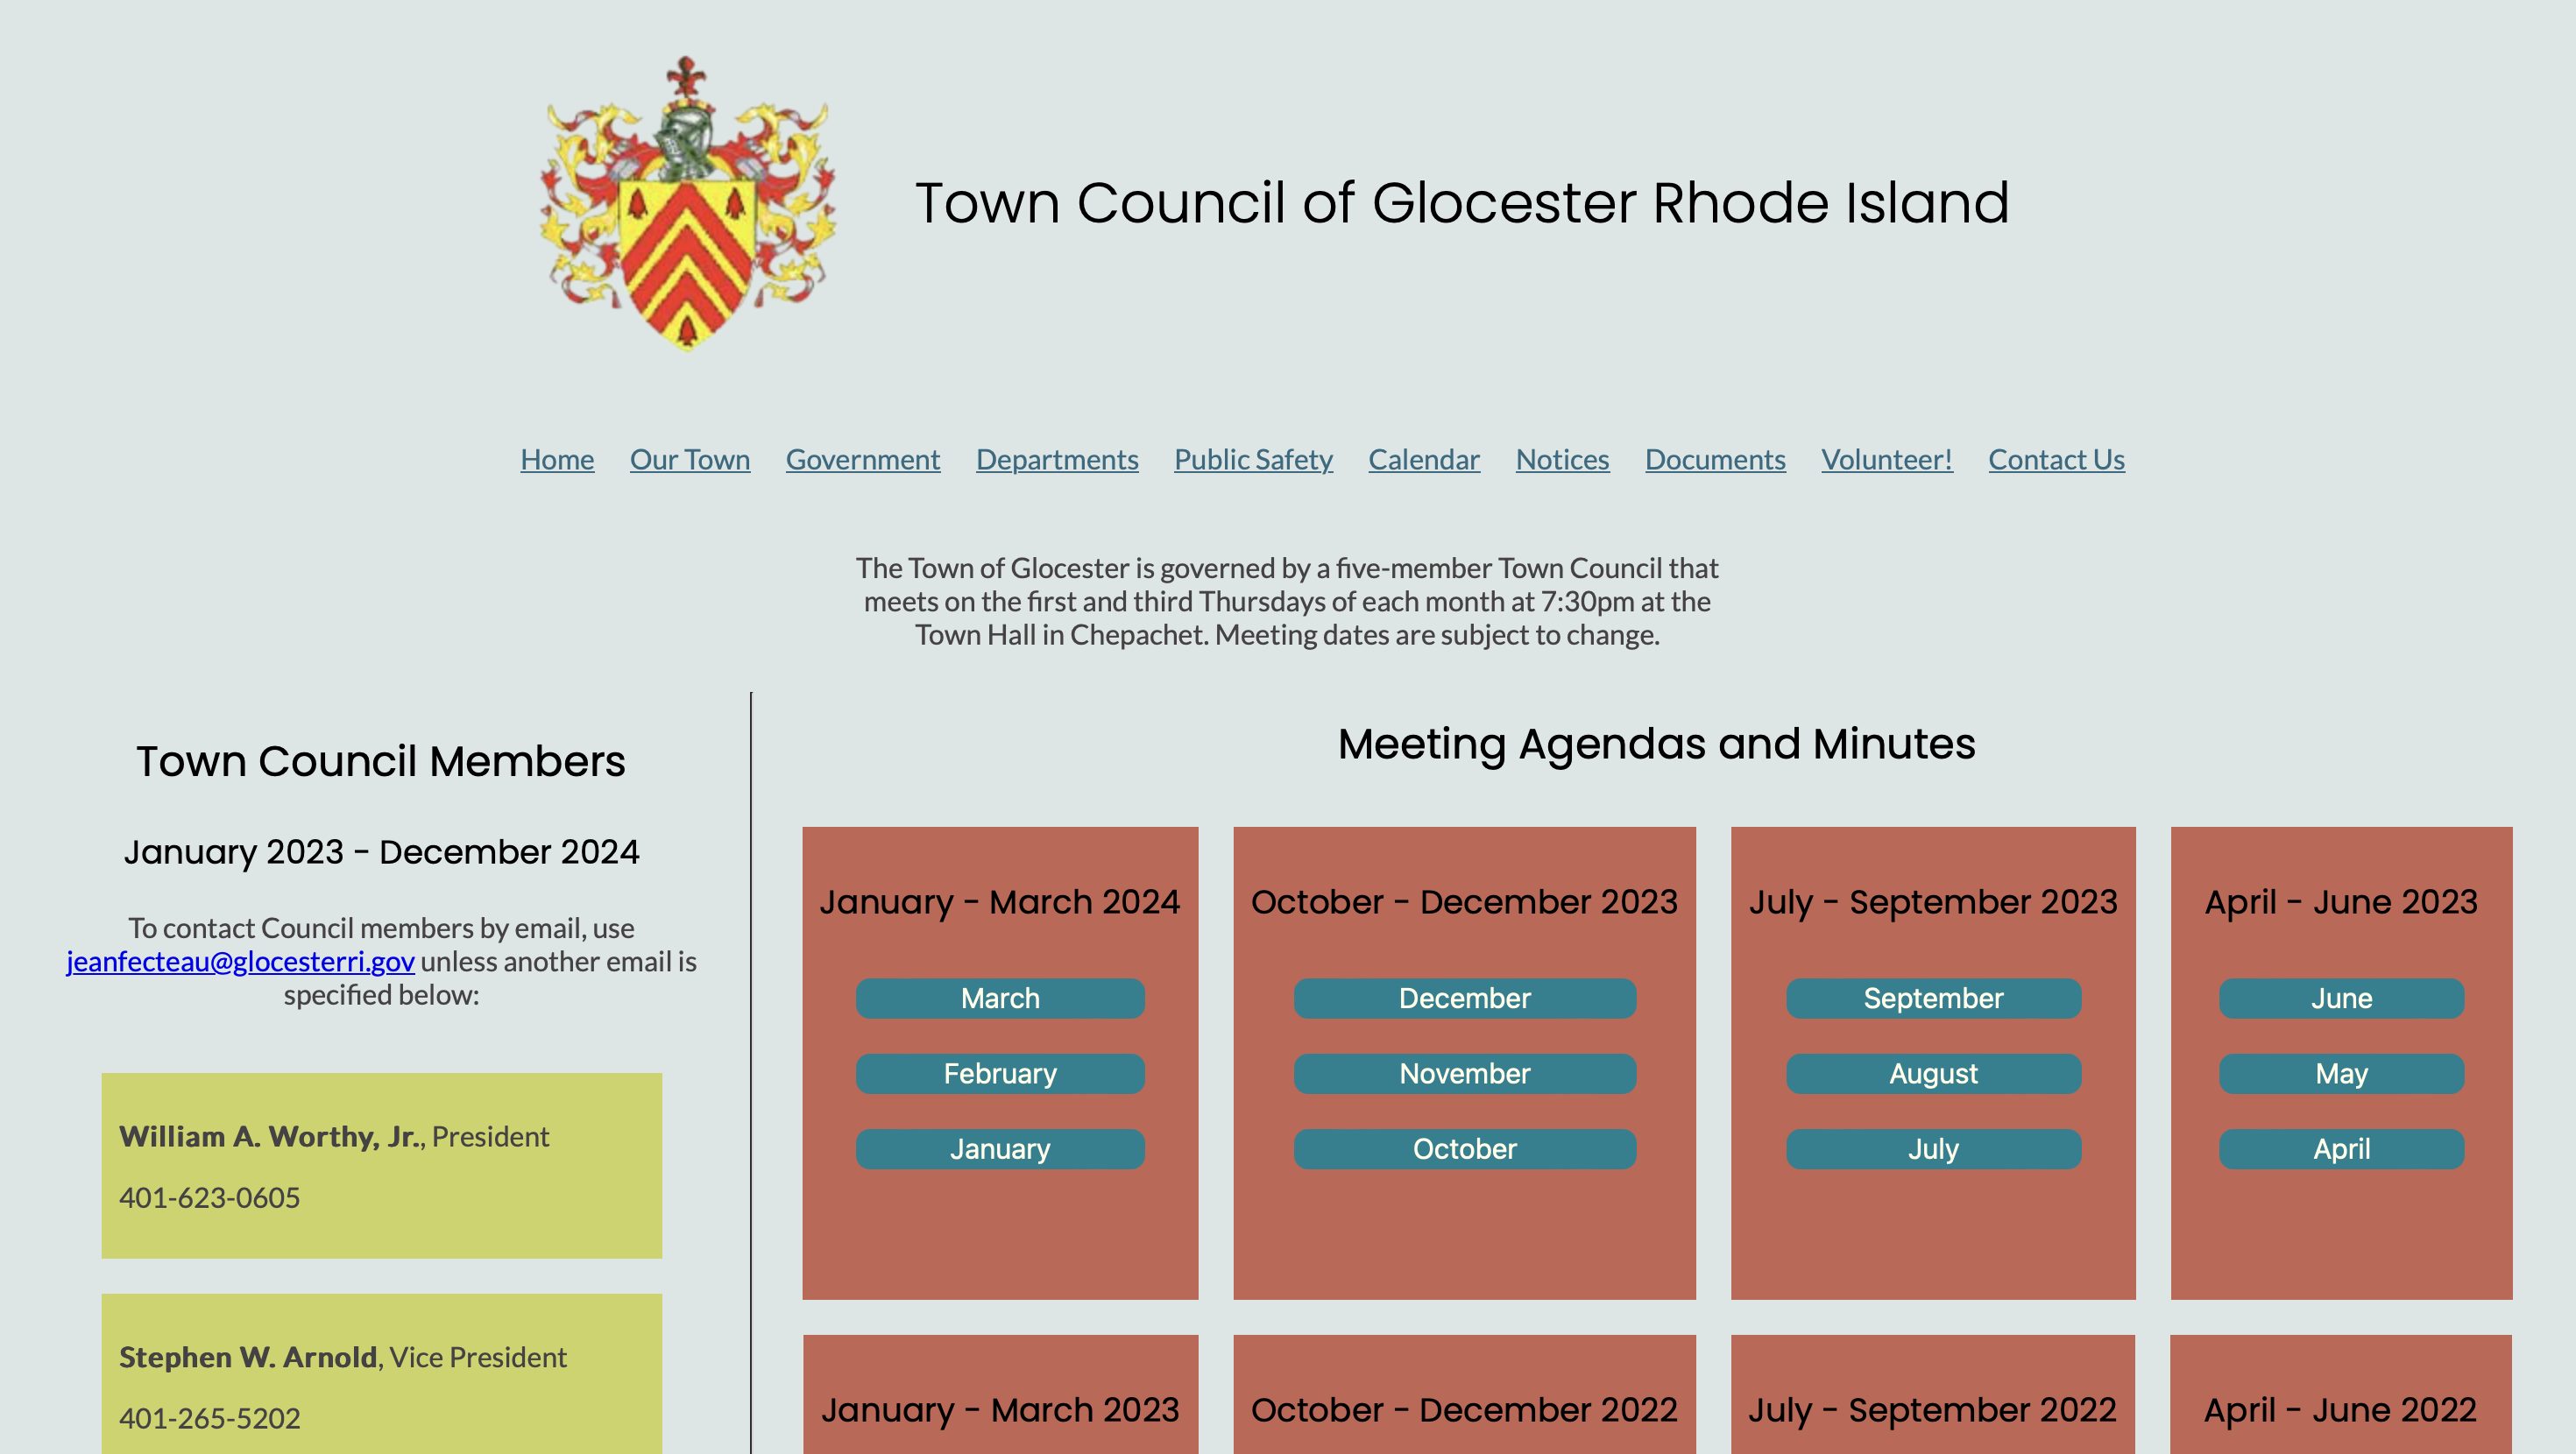 Town Council of Glocester Rhode Island
Home Our Town Government Departments Public Safety Calendar Notices Documents Volunteer! Contact Us
The Town of Glocester is governed by a five-member Town Council that
meets on the first and third Thursdays of each month at 7:30pm at the
Town Hall in Chepachet. Meeting dates are subject to change.
Town Council Members
January 2023 - December 2024
To contact Council members by email, use
jeanfecteau@glocesterri.gov unless another email is
specified below:
William A. Worthy, Jr., President
401-623-0605
Stephen W. Arnold, Vice President
401-265-5202
Meeting Agendas and Minutes
January - March 2024
March
February
January
October - December 2023
December
November
October
July - September 2023
September
August
July
April - June 2023
June
May
April
January - March 2023
October - December 2022
July - September 2022
April - June 2022